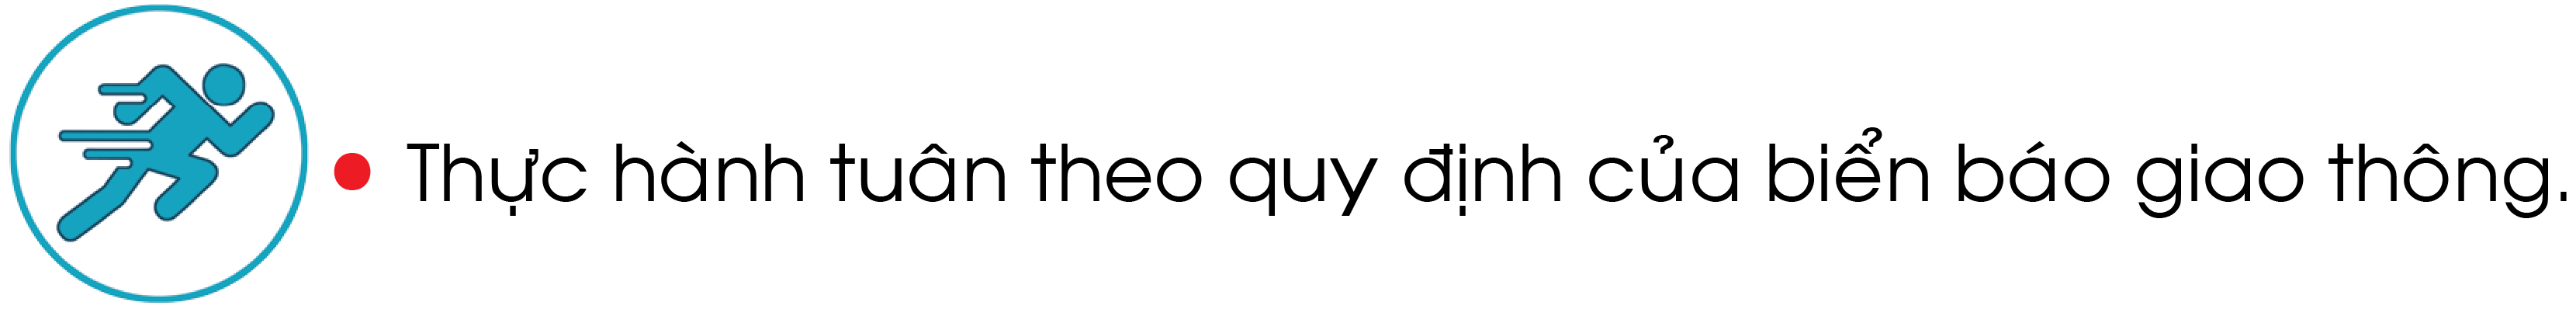 • Thực hành tuân theo quy định của biển báo giao thông.